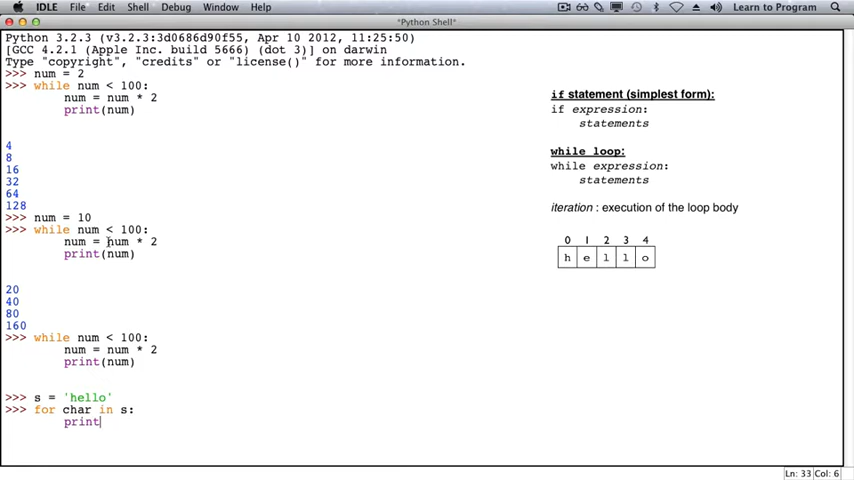 IDLE File Edit Shell Debug Window Help Learn to Program
*Python Shell*
Python 3.2.3 (v3.2.3:3d0686d90f55, Apr 10 2012, 11:25:50)
[GCC 4.2.1 (Apple Inc. build 5666) (dot 3)] on darwin
Type "copyright", "credits" or "license()" for more information.
>>> num = 2
>>> while num < 100:
num = num * 2
print(num)
4
8
16
32
64
128
>>> num = 10
>>> while num < 100:
num = num * 2
print(num)
20
40
80
160
>>> while num < 100:
num = num * 2
print(num)
>>> s = 'hello'
>>> for char in s:
print
if statement (simplest form):
if expression:
statements
while loop:
while expression:
statements
iteration : execution of the loop body
0 1 2 3 4
h e l l o
Ln: 33 Col: 6